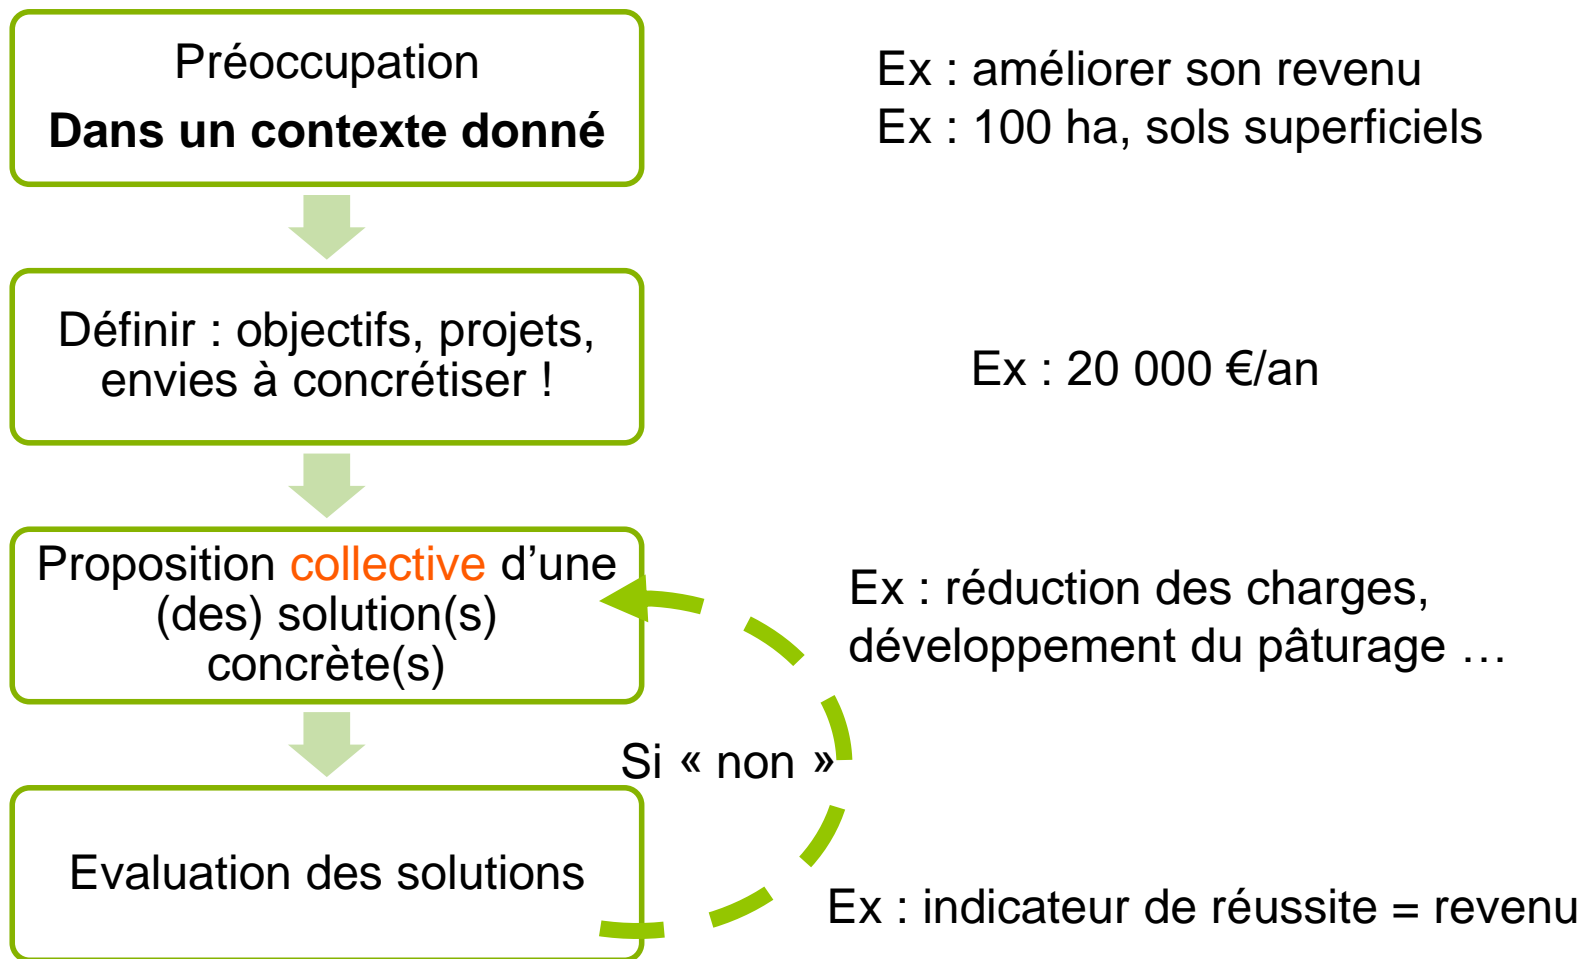 Préoccupation
Dans un contexte donné
Ex : améliorer son revenu
Ex : 100 ha, sols superficiels
Définir : objectifs, projets,
envies à concrétiser !
Ex : 20 000 €/an
Proposition collective d’une
(des) solution(s)
concrète(s)
Ex : réduction des charges,
développement du pâturage …
Si « non »
Evaluation des solutions
Ex : indicateur de réussite = revenu